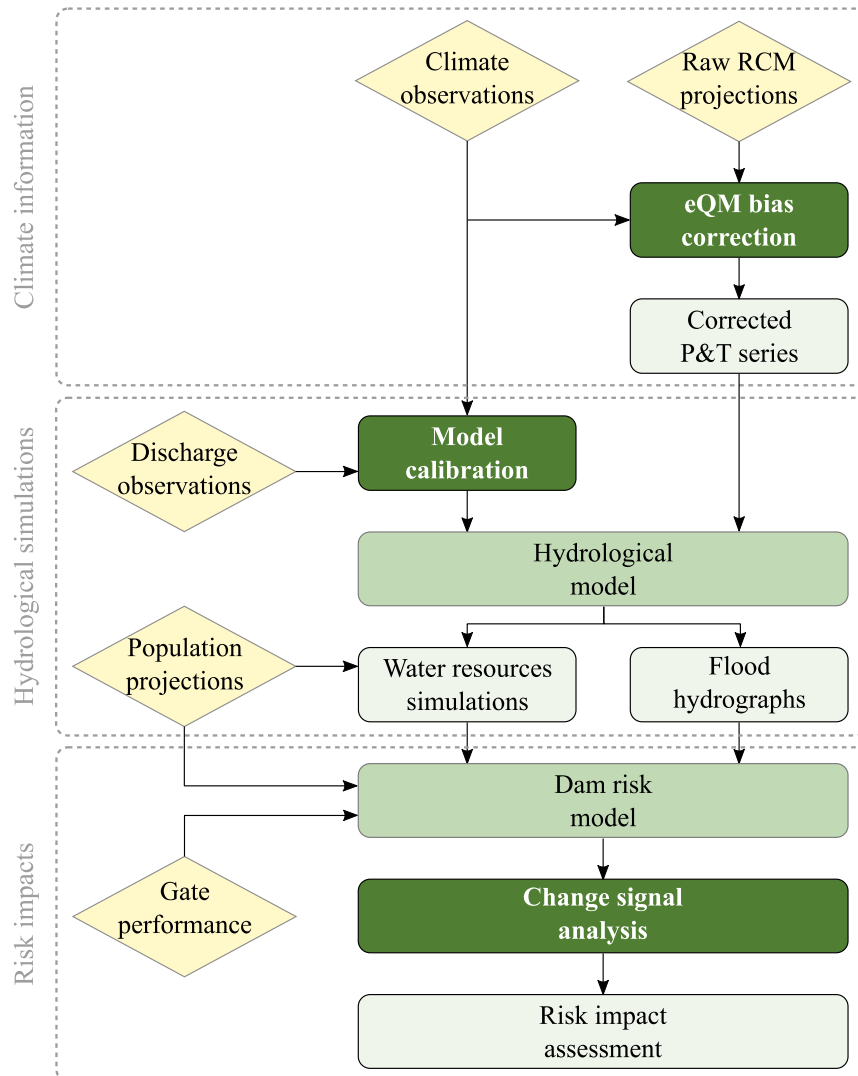 Climate information
Climate
observations
Raw RCM
projections
eQM bias
correction
Corrected
P&T series
Hydrological simulations
Model
calibration
Discharge
observations
Hydrological
model
Population
projections
Water resources
simulations
Flood
hydrographs
Risk impacts
Dam risk
model
Gate
performance
Change signal
analysis
Risk impact
assessment